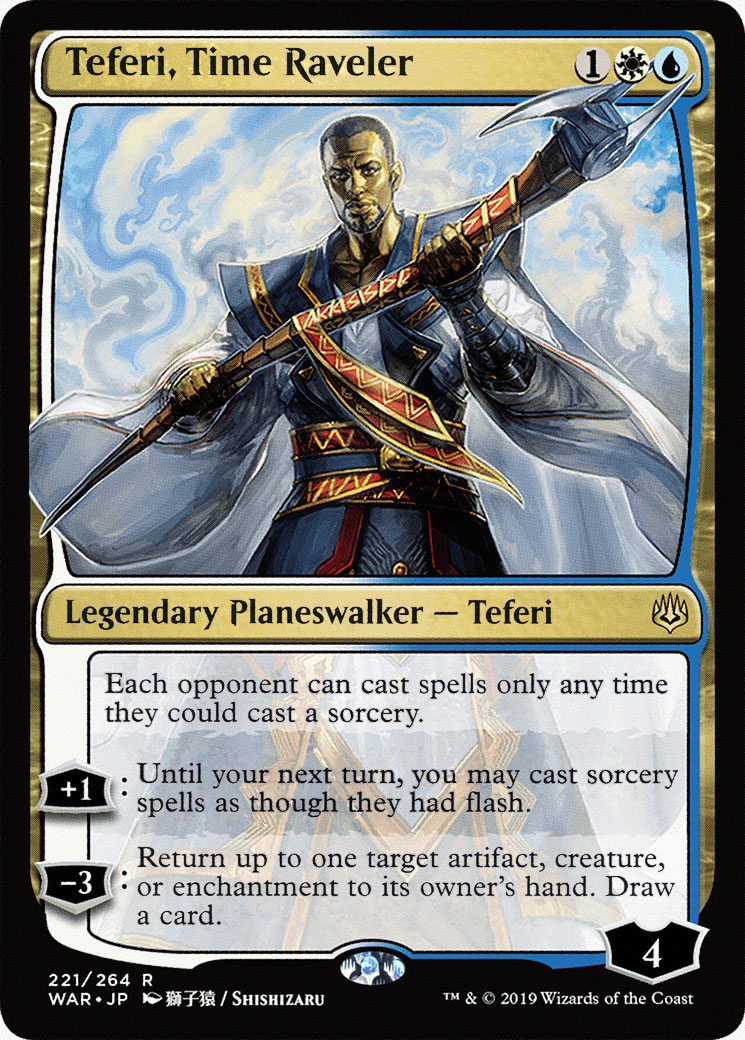 Teferi, Time Raveler 1
Legendary Planeswalker — Teferi
Each opponent can cast spells only any time
they could cast a sorcery.
+1 : Until your next turn, you may cast sorcery
spells as though they had flash.
−3 : Return up to one target artifact, creature,
or enchantment to its owner's hand. Draw
a card.
4
221/264 R
WAR • JP 獅子猿 / Shishizaru
™ & © 2019 Wizards of the Coast